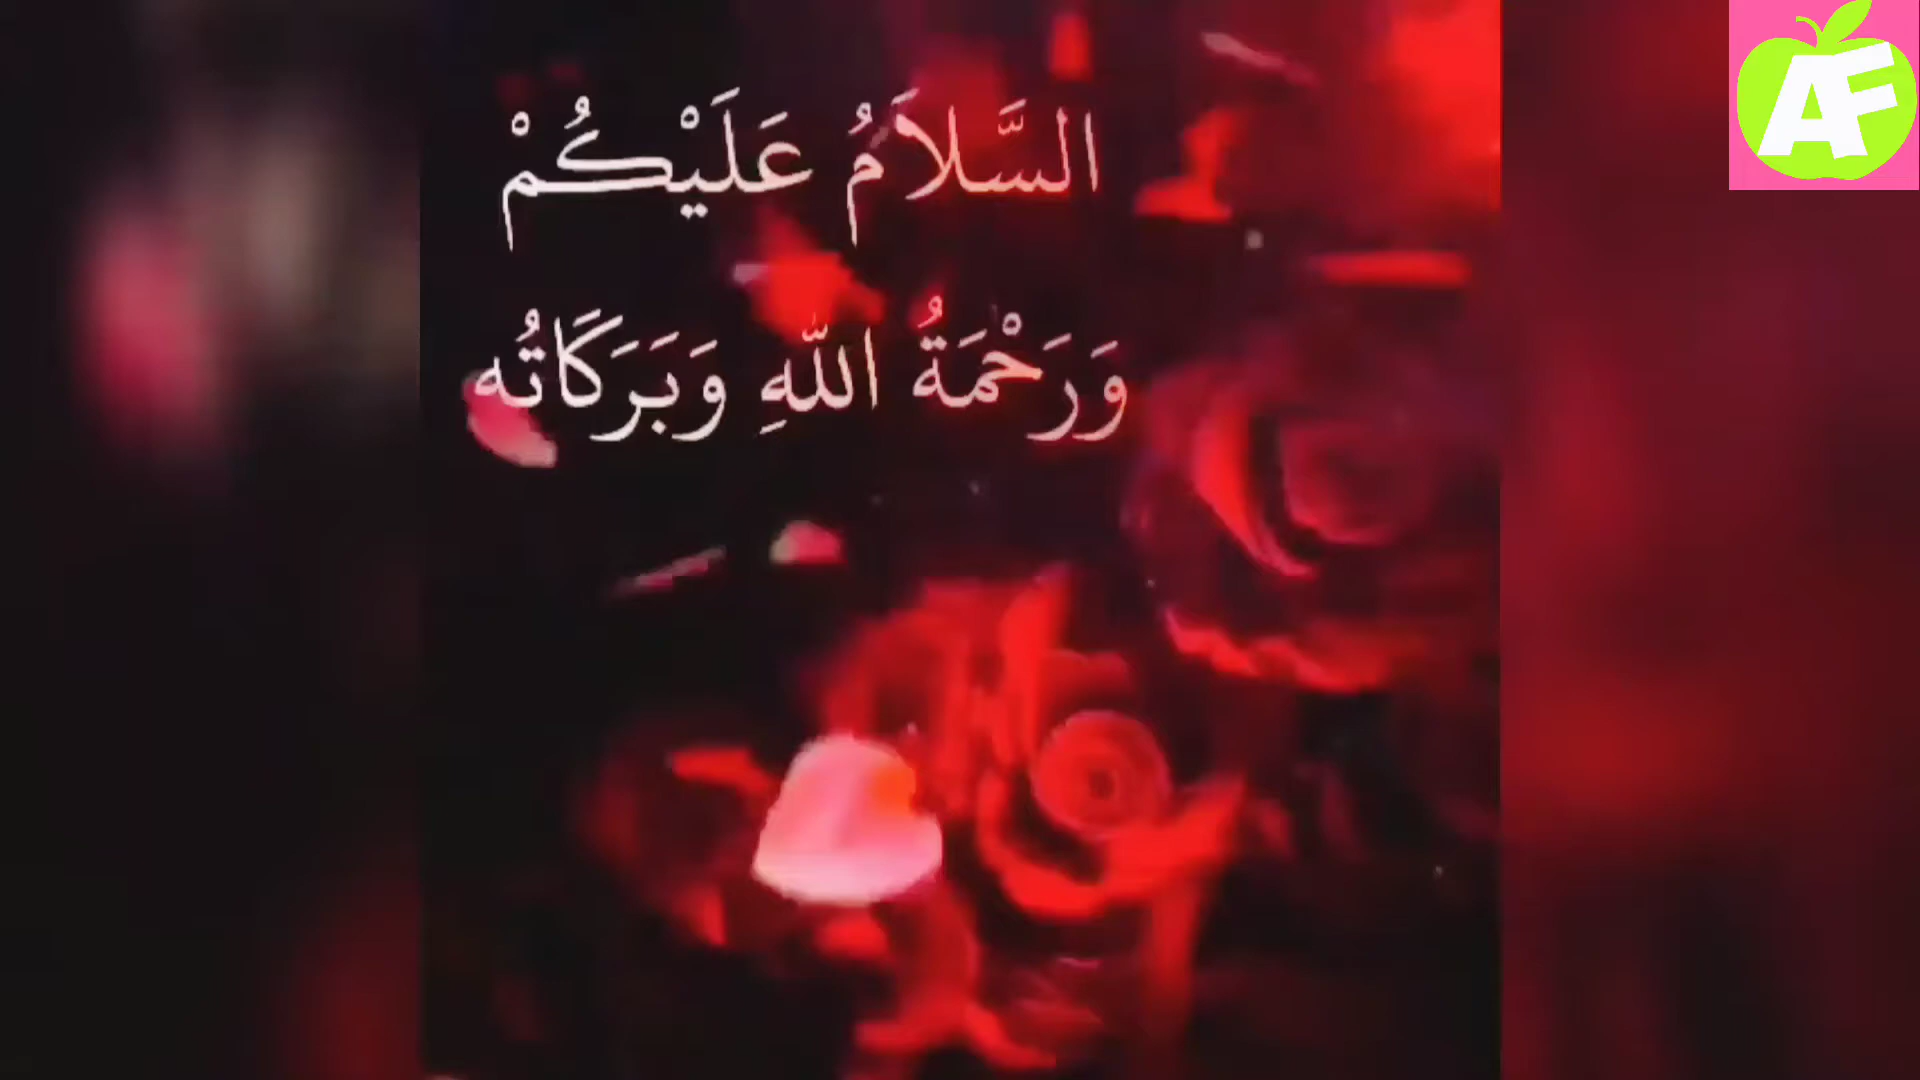 السَّلَامُ عَلَيْكُمْ
وَرَحْمَةُ اللّٰهِ وَبَرَكَاتُه
AF